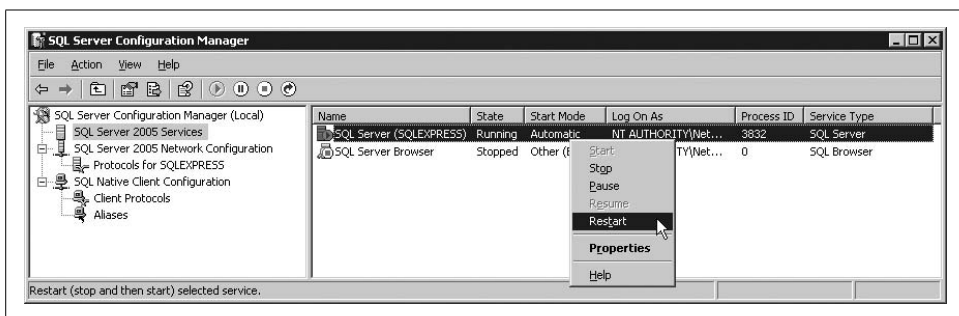 SQL Server Configuration Manager
File Action View Help
SQL Server Configuration Manager (Local)
SQL Server 2005 Services
SQL Server 2005 Network Configuration
Protocols for SQLEXPRESS
SQL Native Client Configuration
Client Protocols
Aliases
Name State Start Mode Log On As Process ID Service Type
SQL Server (SQLEXPRESS) Running Automatic NT AUTHORITY\Net... 3832 SQL Server
SQL Server Browser Stopped Other (B TY\Net... 0 SQL Browser
Start
Stop
Pause
Resume
Restart
Properties
Help
Restart (stop and then start) selected service.